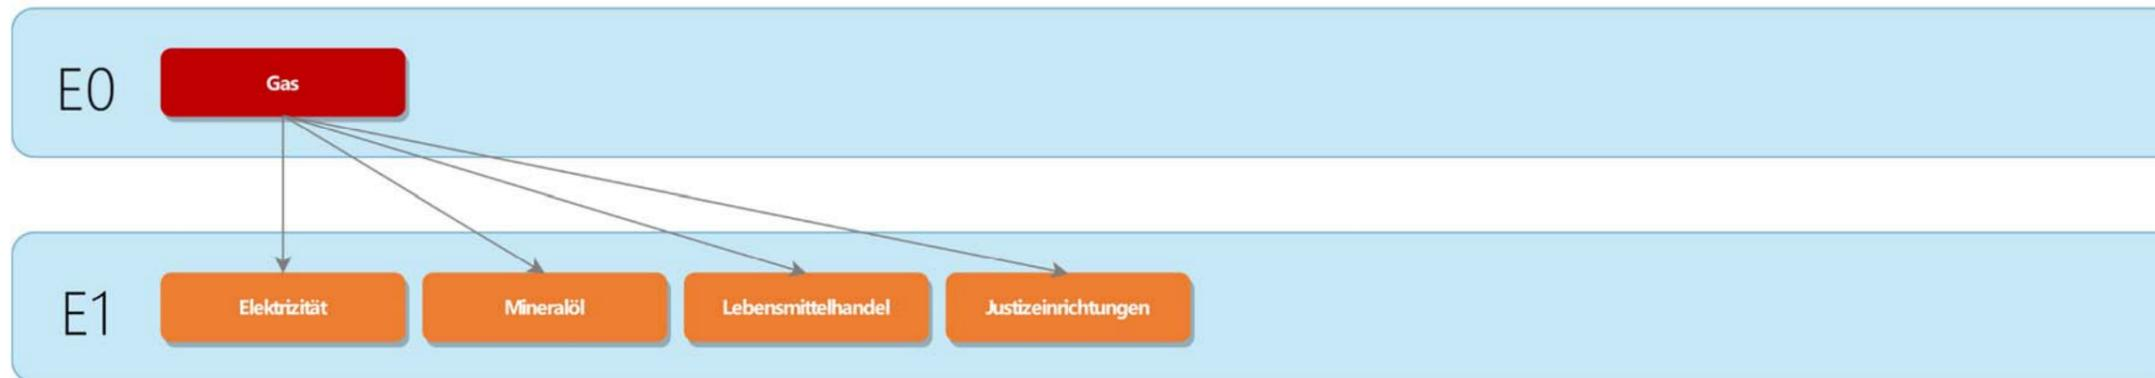 E0
Gas
E1
Elektrizität
Mineralöl
Lebensmittelhandel
Justizeinrichtungen